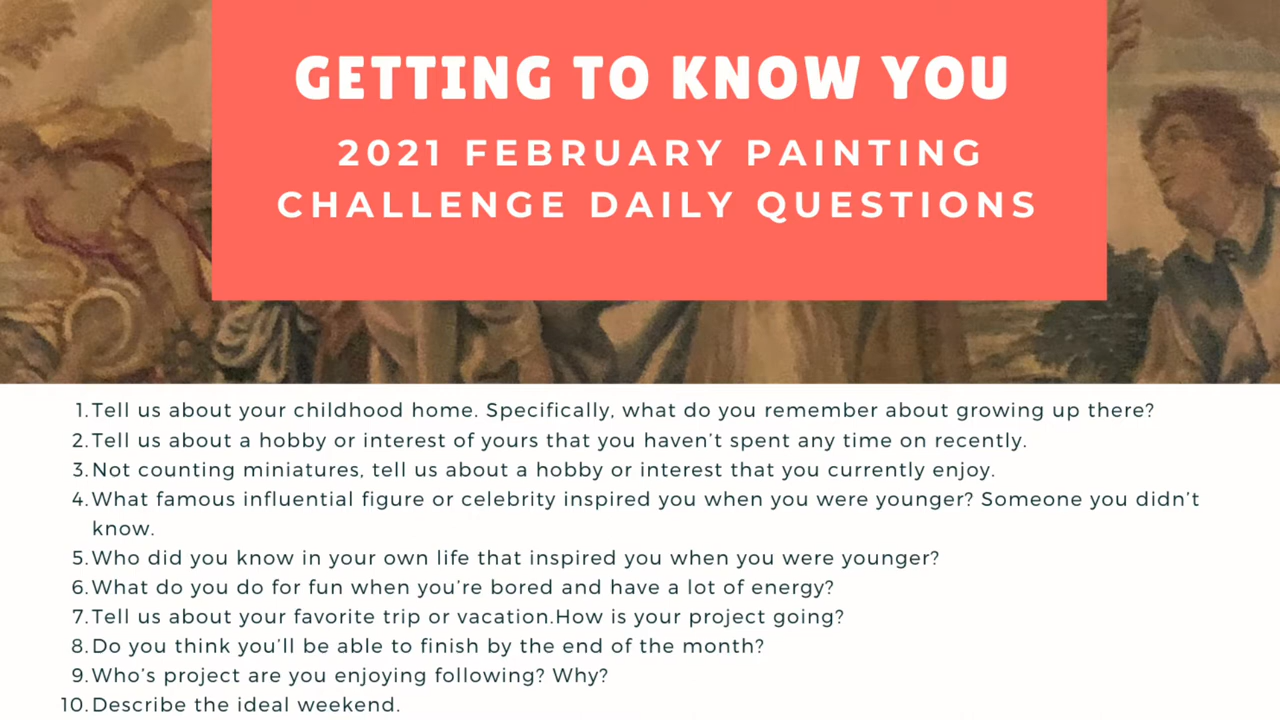 GETTING TO KNOW YOU
2021 FEBRUARY PAINTING
CHALLENGE DAILY QUESTIONS
1. Tell us about your childhood home. Specifically, what do you remember about growing up there?
2. Tell us about a hobby or interest of yours that you haven't spent any time on recently.
3. Not counting miniatures, tell us about a hobby or interest that you currently enjoy.
4. What famous influential figure or celebrity inspired you when you were younger? Someone you didn't
know.
5. Who did you know in your own life that inspired you when you were younger?
6. What do you do for fun when you're bored and have a lot of energy?
7. Tell us about your favorite trip or vacation.How is your project going?
8. Do you think you'll be able to finish by the end of the month?
9. Who's project are you enjoying following? Why?
10. Describe the ideal weekend.